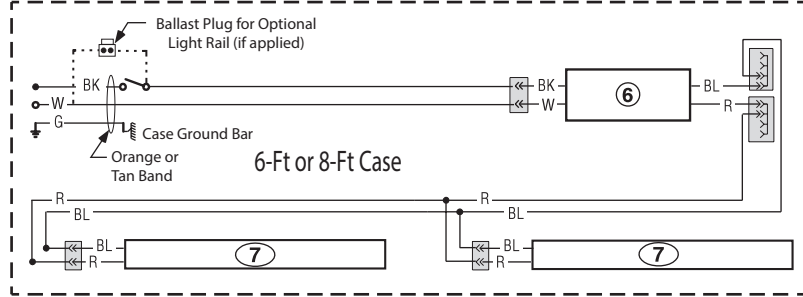 Ballast Plug for Optional
Light Rail (if applied)
BK
BK
6
BL
W
W
R
G
Case Ground Bar
Orange or
Tan Band
6-Ft or 8-Ft Case
R
R
BL
BL
BL
7
R
BL
7
R